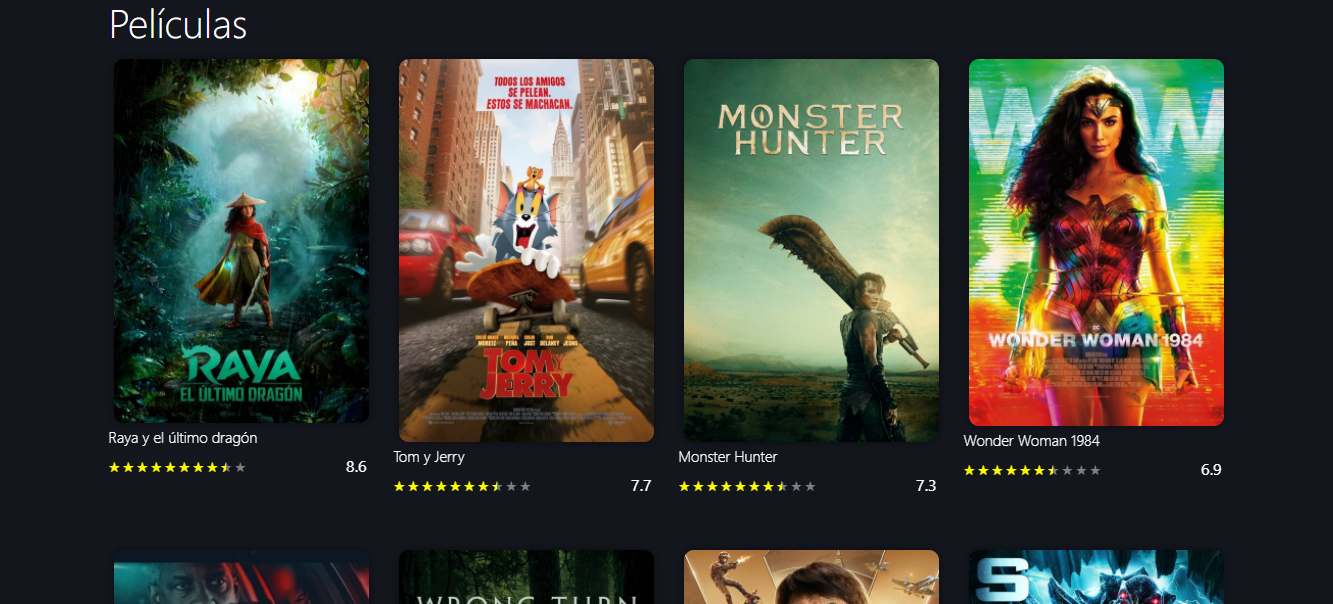 Películas
RAYA
EL ÚLTIMO DRAGÓN
Raya y el último dragón
8.6
TODOS LOS AMIGOS
SE PELEAN.
ESTOS SE MACHACAN.
TOM Y
JERRY
Tom y Jerry
7.7
MONSTER
HUNTER
Monster Hunter
7.3
WW
WONDER WOMAN 1984
Wonder Woman 1984
6.9
WRONG TURN
S